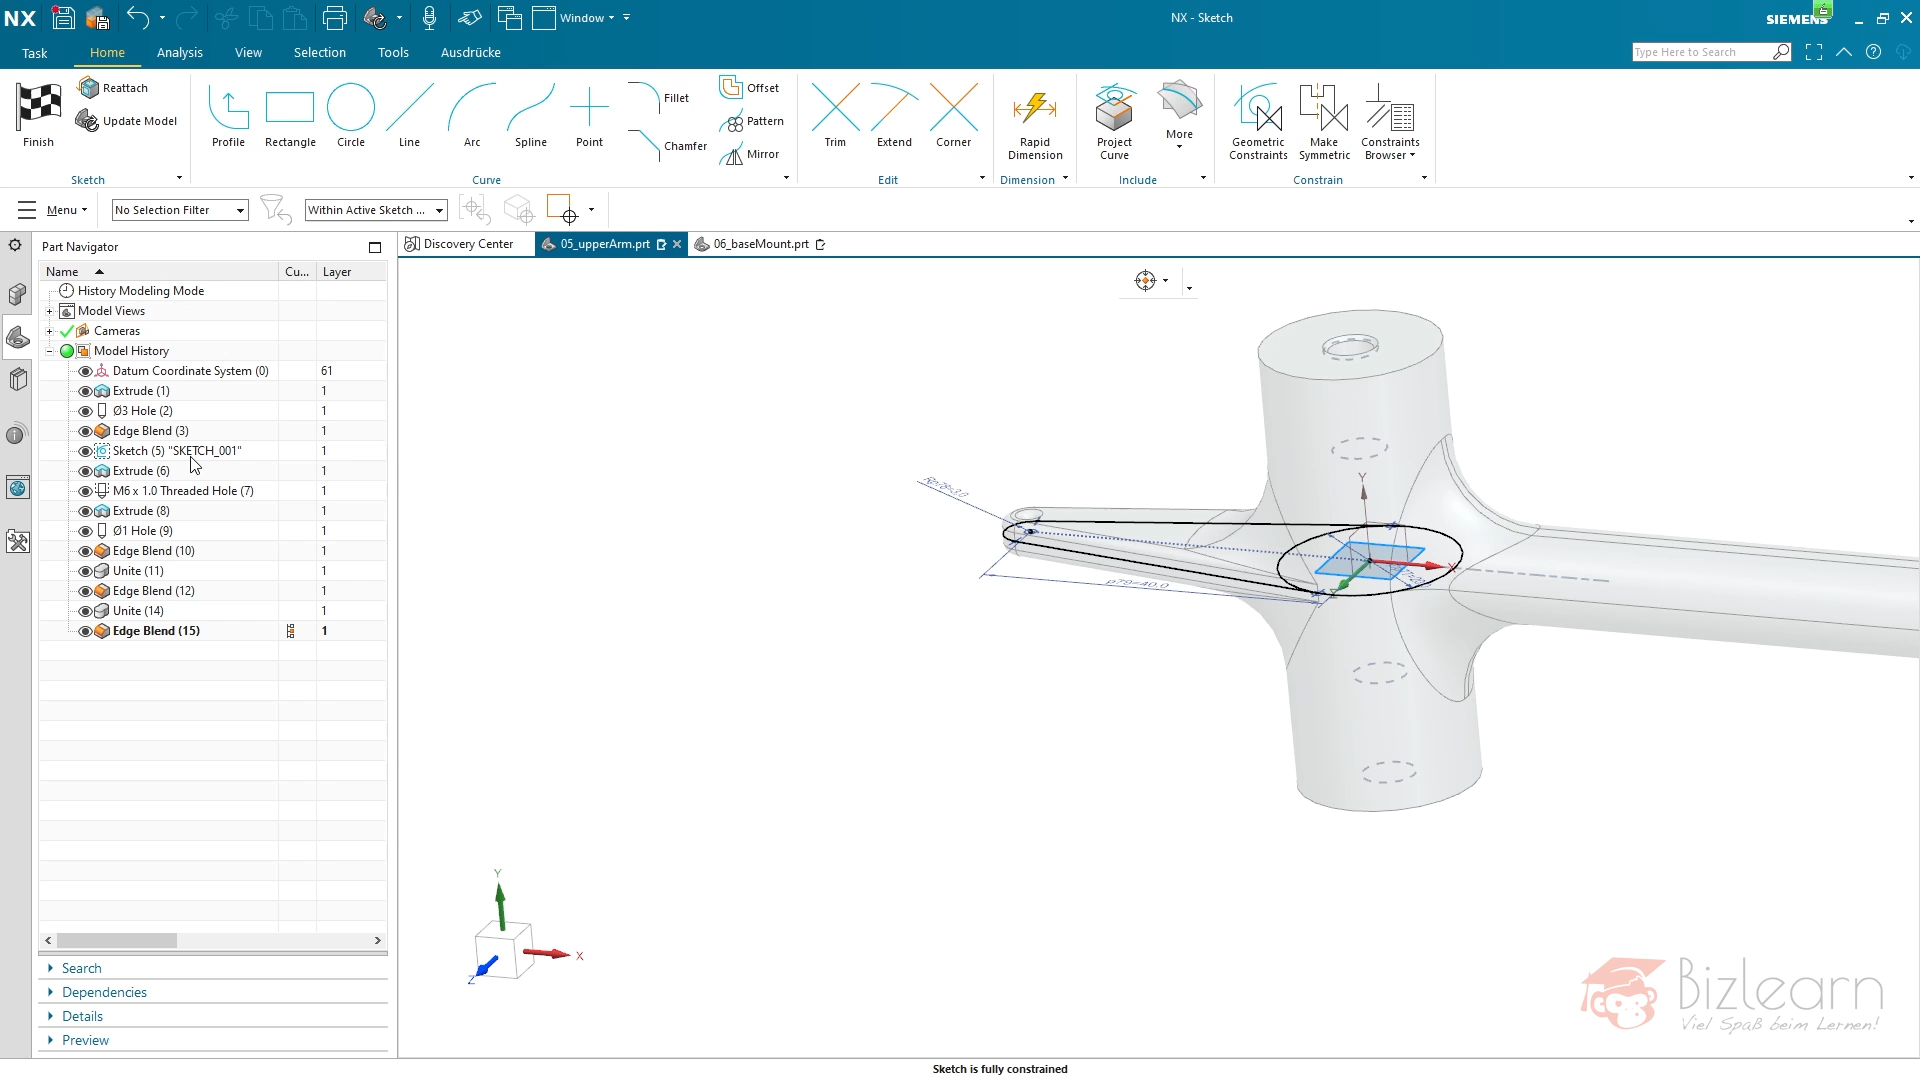 NX
Window
NX - Sketch
SIEMENS
Task
Home
Analysis
View
Selection
Tools
Ausdrücke
Type Here to Search
Finish
Reattach
Update Model
Sketch
Profile
Rectangle
Circle
Line
Arc
Spline
Point
Fillet
Chamfer
Offset
Pattern
Mirror
Curve
Trim
Extend
Corner
Edit
Rapid
Dimension
Dimension
Project
Curve
More
Include
Geometric
Constraints
Make
Symmetric
Constraints
Browser
Constrain
Menu
No Selection Filter
Within Active Sketch ...
Part Navigator
Discovery Center
05_upperArm.prt
06_baseMount.prt
Name Cu... Layer
History Modeling Mode
Model Views
Cameras
Model History
Datum Coordinate System (0) 61
Extrude (1) 1
Ø3 Hole (2) 1
Edge Blend (3) 1
Sketch (5) "SKETCH_001" 1
Extrude (6) 1
M6 x 1.0 Threaded Hole (7) 1
Extrude (8) 1
Ø1 Hole (9) 1
Edge Blend (10) 1
Unite (11) 1
Edge Blend (12) 1
Unite (14) 1
Edge Blend (15) 1
Y
X
Z
p79=40.0
Y
X
Z
Search
Dependencies
Details
Preview
Bizlearn
Viel Spaß beim Lernen!
Sketch is fully constrained